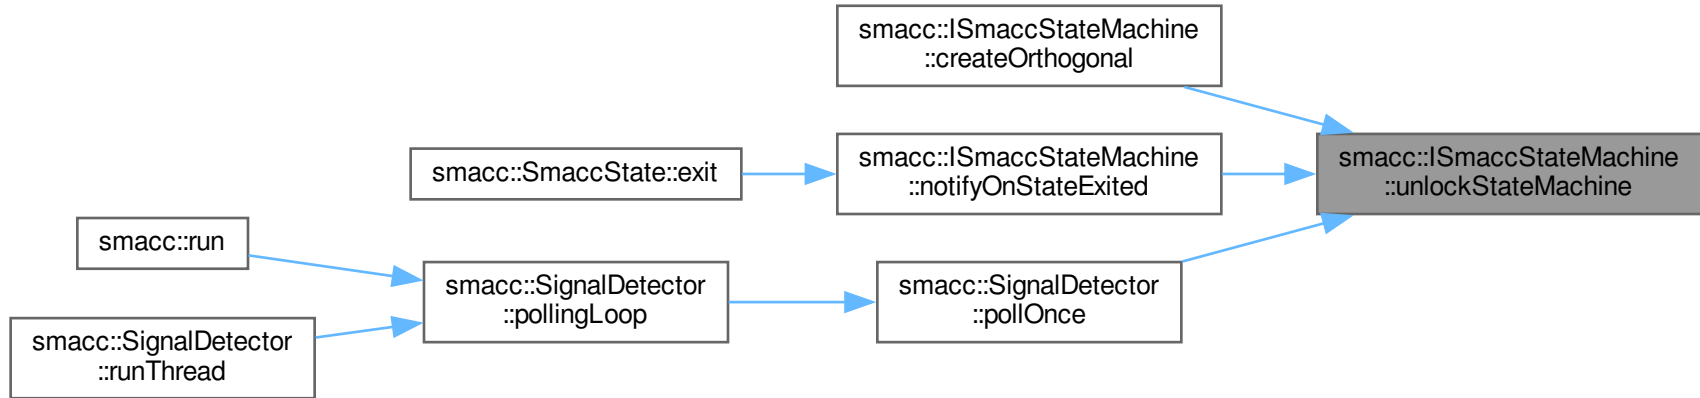 smacc::ISmaccStateMachine
::createOrthogonal
smacc::SmaccState::exit
smacc::ISmaccStateMachine
::notifyOnStateExited
smacc::ISmaccStateMachine
::unlockStateMachine
smacc::run
smacc::SignalDetector
::pollingLoop
smacc::SignalDetector
::pollOnce
smacc::SignalDetector
::runThread